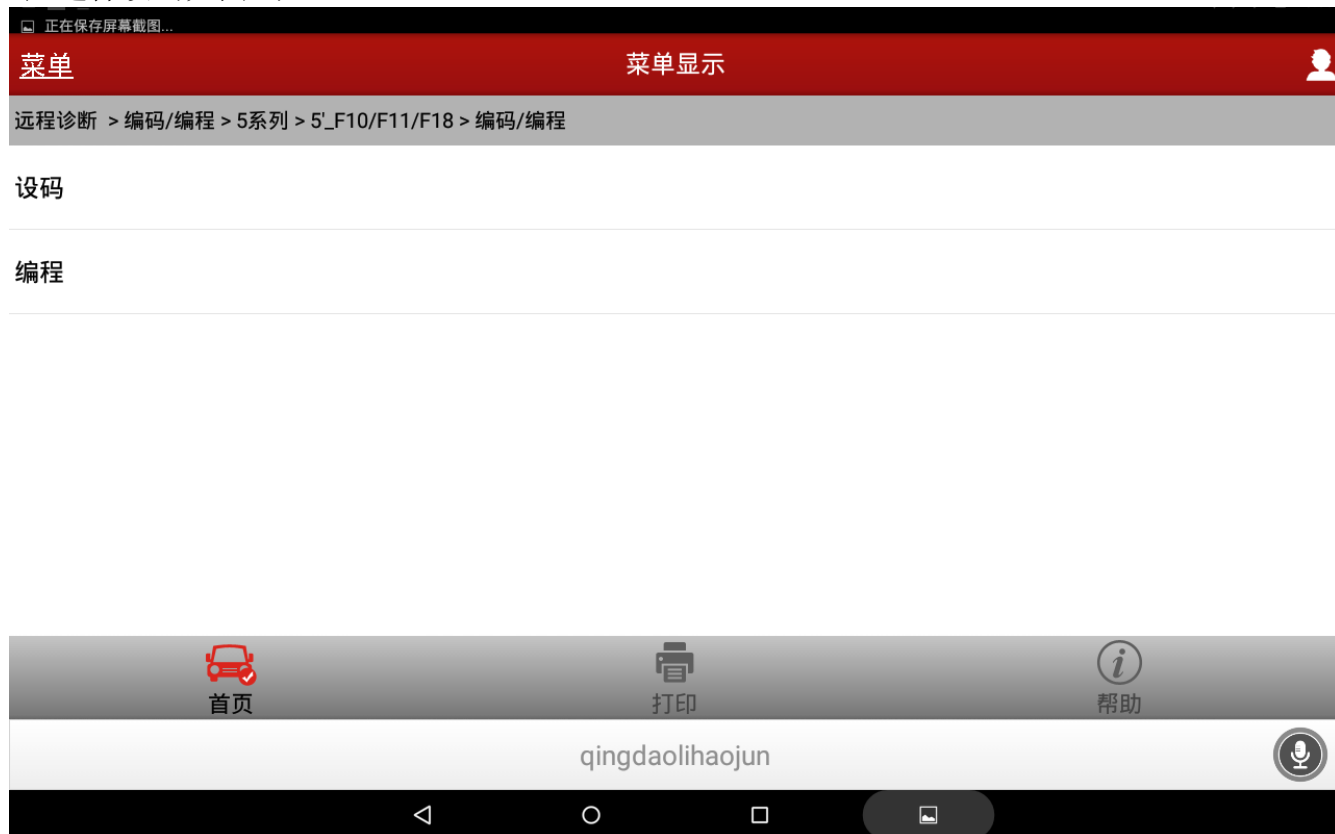 正在保存屏幕截图...
菜单
菜单显示
远程诊断 > 编码/编程 > 5系列 > 5'_F10/F11/F18 > 编码/编程
设码
编程
首页
打印
帮助
qingdaolihaojun